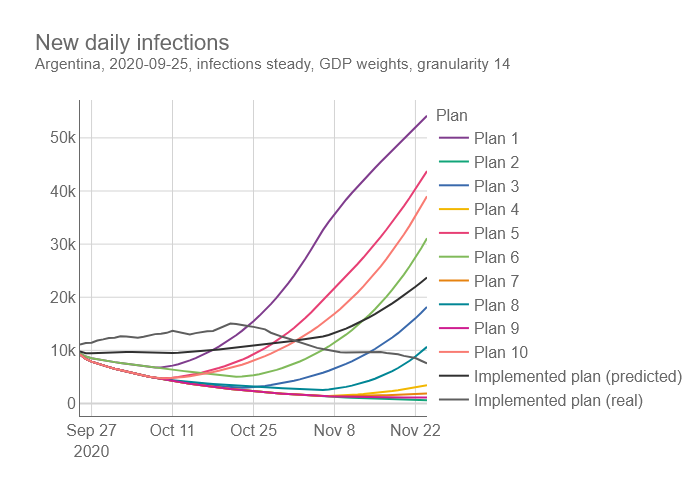 New daily infections
Argentina, 2020-09-25, infections steady, GDP weights, granularity 14
Plan
50k
40k
30k
20k
10k
0
Plan 1
Plan 2
Plan 3
Plan 4
Plan 5
Plan 6
Plan 7
Plan 8
Plan 9
Plan 10
Implemented plan (predicted)
Implemented plan (real)
Sep 27
2020
Oct 11
Oct 25
Nov 8
Nov 22